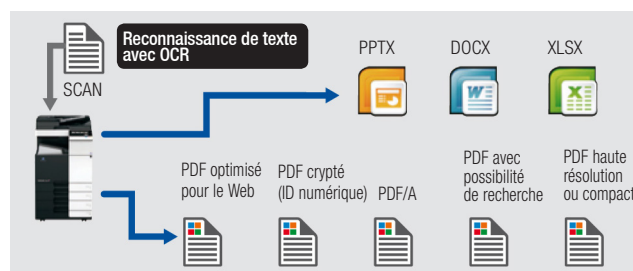 Reconnaissance de texte
avec OCR
SCAN
PPTX
DOCX
XLSX
PDF optimisé
pour le Web
PDF crypté
(ID numérique)
PDF/A
PDF avec
possibilité
de recherche
PDF haute
résolution
ou compact